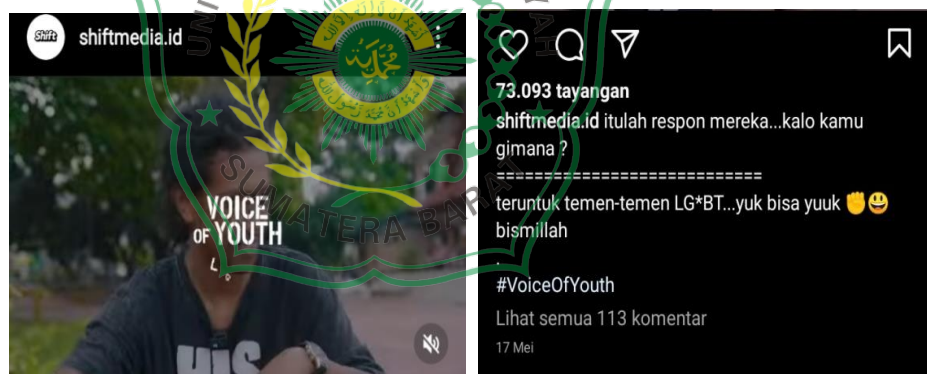 Shift
shiftmedia.id
VOICE
OF YOUTH
SUMATERA BARAT
73.093 tayangan
shiftmedia.id itulah respon mereka...kalo kamu
gimana ?
============================
teruntuk temen-temen LG*BT...yuk bisa yuuk ✊😃
bismillah
.
#VoiceOfYouth
Lihat semua 113 komentar
17 Mei